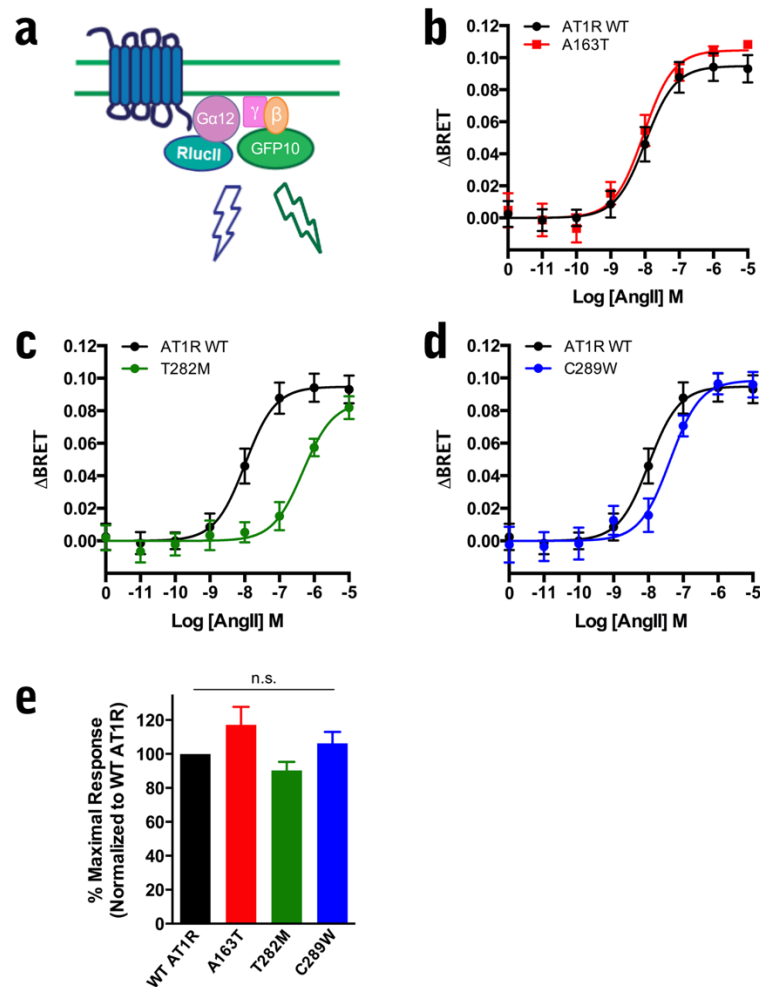 a
Gα12
γ
β
RlucII
GFP10
b
AT1R WT
A163T
ΔBRET
0.12
0.10
0.08
0.06
0.04
0.02
0.00
0 -11 -10 -9 -8 -7 -6 -5
Log [AngII] M
c
AT1R WT
T282M
ΔBRET
0.12
0.10
0.08
0.06
0.04
0.02
0.00
0 -11 -10 -9 -8 -7 -6 -5
Log [AngII] M
d
AT1R WT
C289W
ΔBRET
0.12
0.10
0.08
0.06
0.04
0.02
0.00
0 -11 -10 -9 -8 -7 -6 -5
Log [AngII] M
e
n.s.
% Maximal Response
(Normalized to WT AT1R)
120
100
80
60
40
20
0
WT AT1R
A163T
T282M
C289W